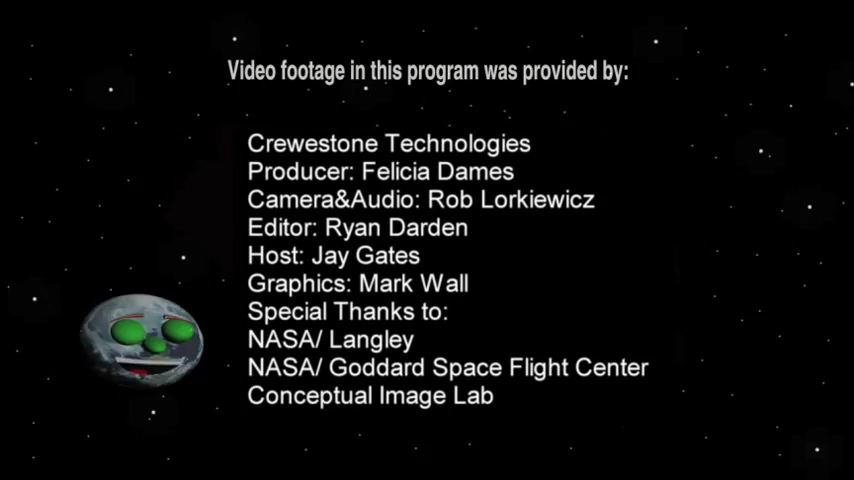 Video footage in this program was provided by:
Crewestone Technologies
Producer: Felicia Dames
Camera&Audio: Rob Lorkiewicz
Editor: Ryan Darden
Host: Jay Gates
Graphics: Mark Wall
Special Thanks to:
NASA/ Langley
NASA/ Goddard Space Flight Center
Conceptual Image Lab